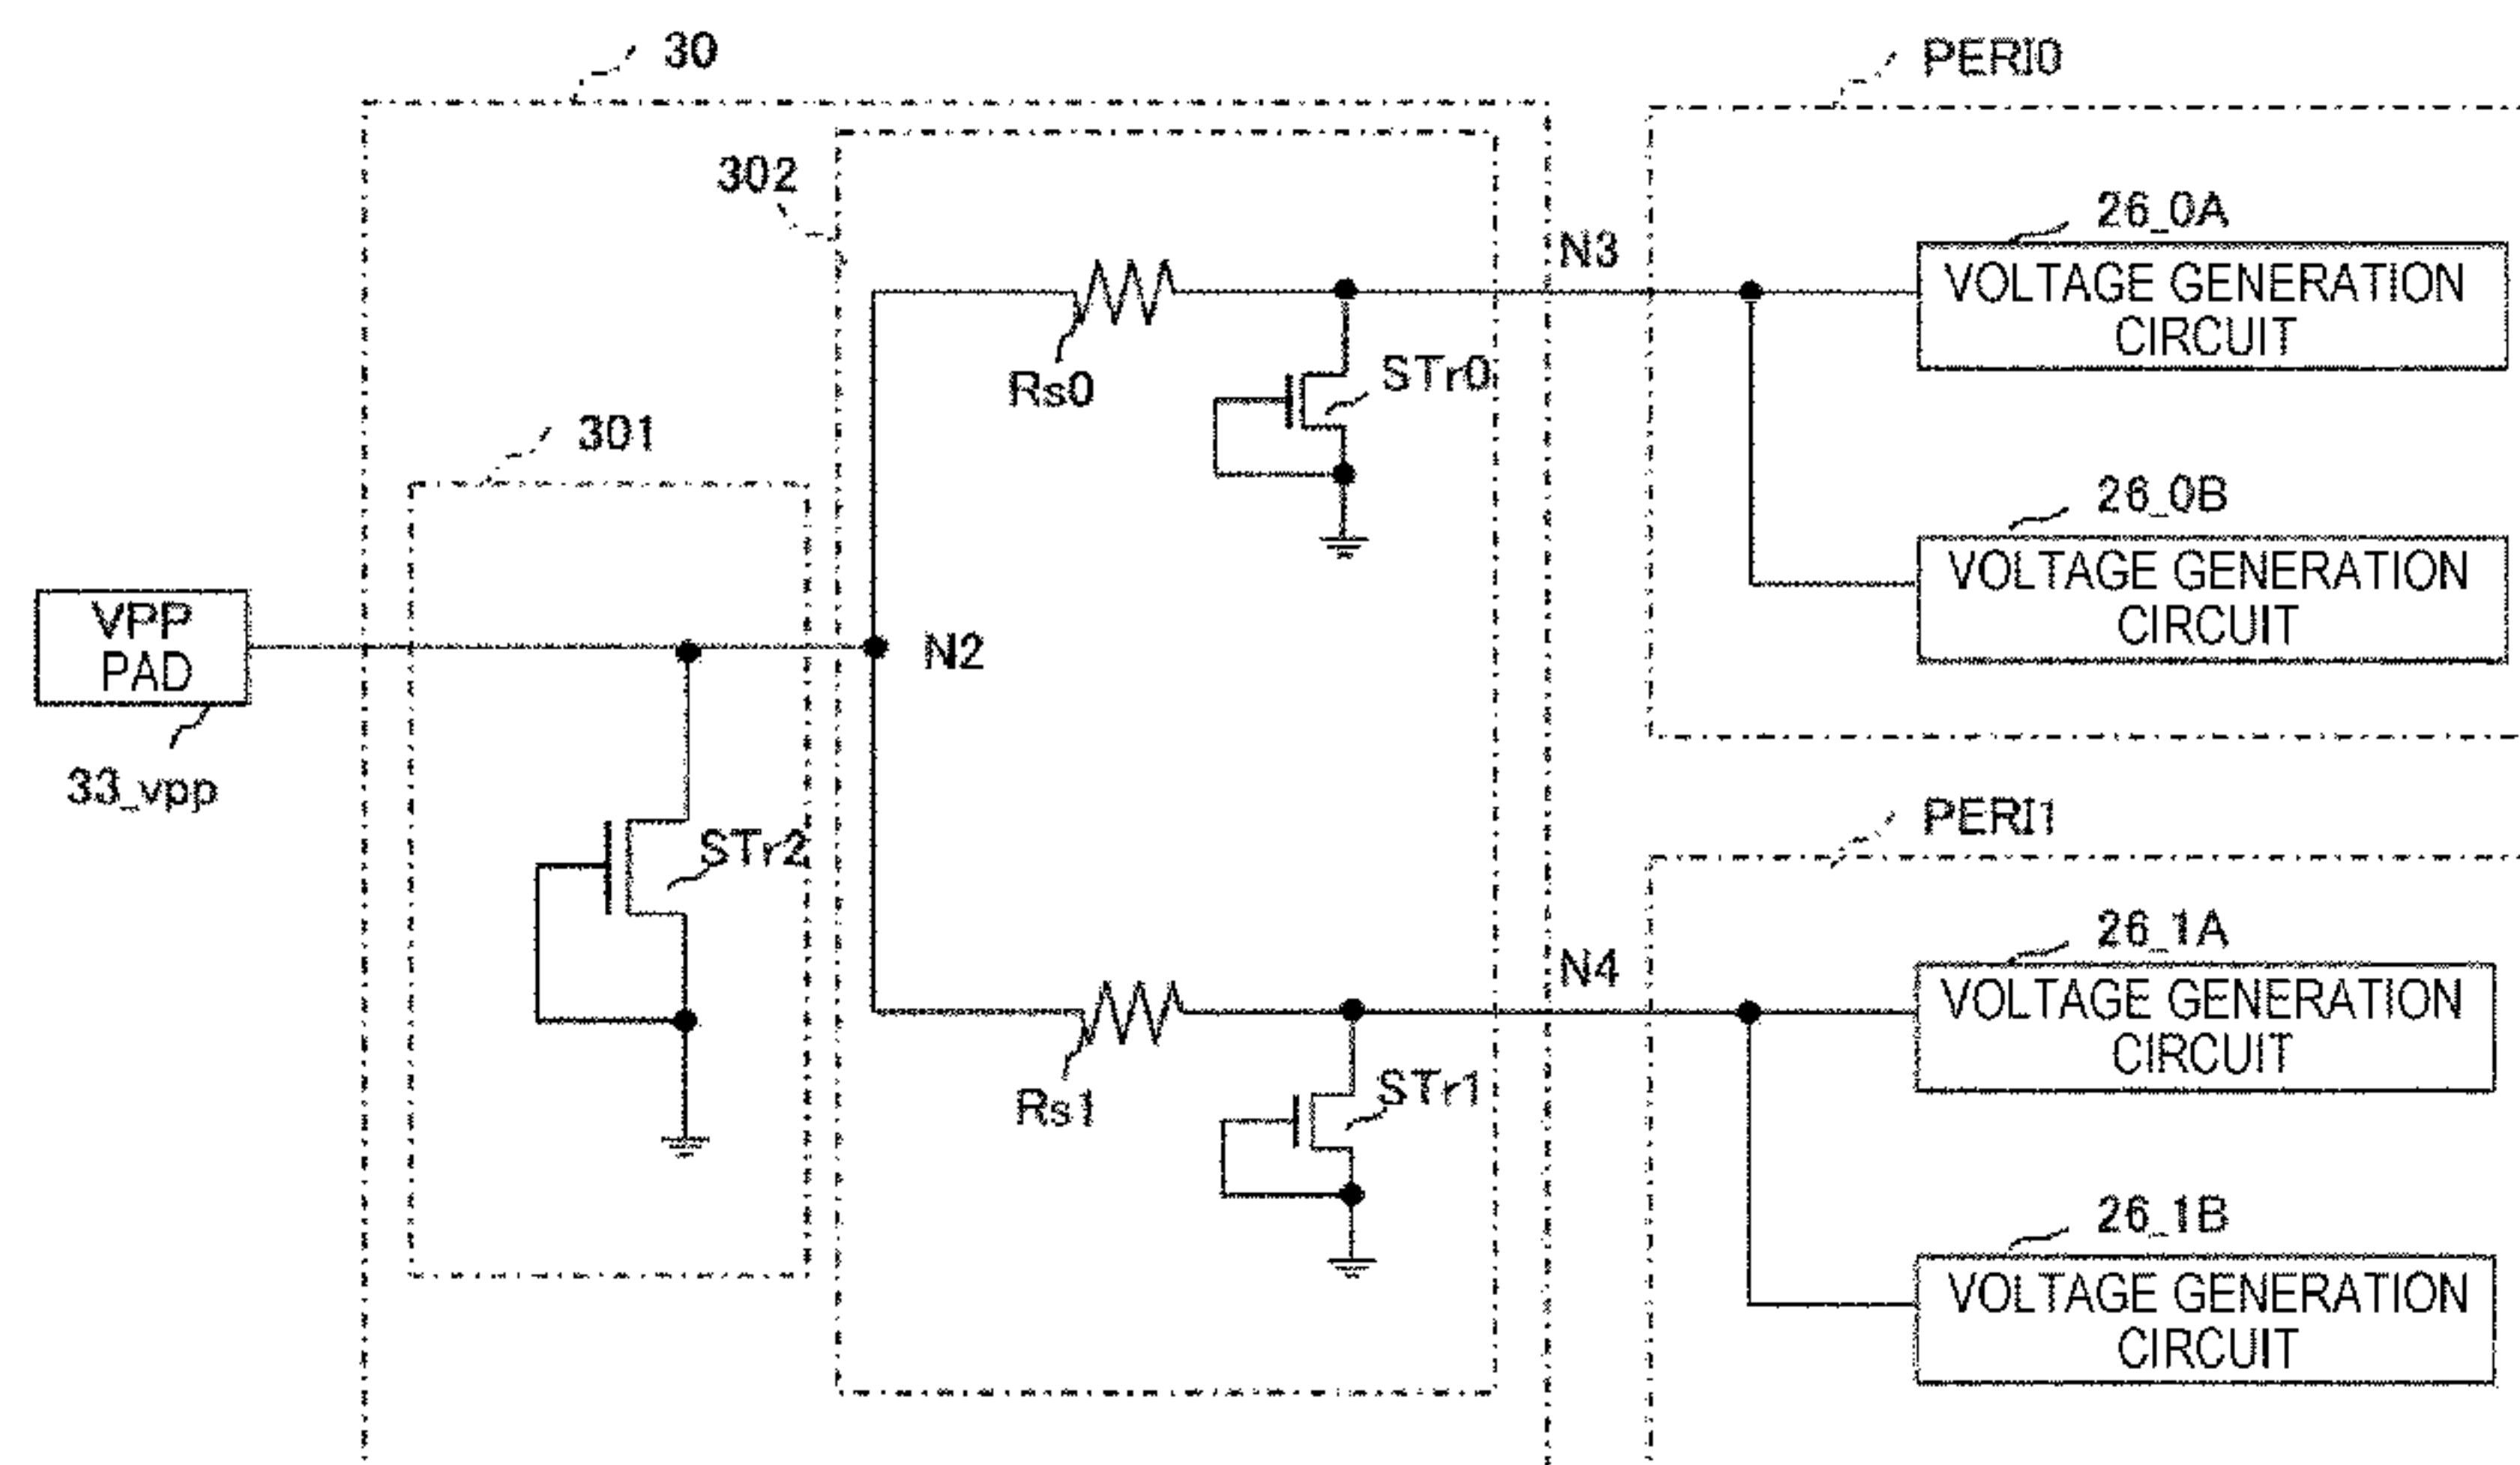 30
PERI0
302
26_0A
N3
VOLTAGE GENERATION
CIRCUIT
STr0
Rs0
301
26_0B
VOLTAGE GENERATION
CIRCUIT
VPP
PAD
N2
33_vpp
PERI1
STr2
26_1A
N4
VOLTAGE GENERATION
CIRCUIT
STr1
Rs1
26_1B
VOLTAGE GENERATION
CIRCUIT